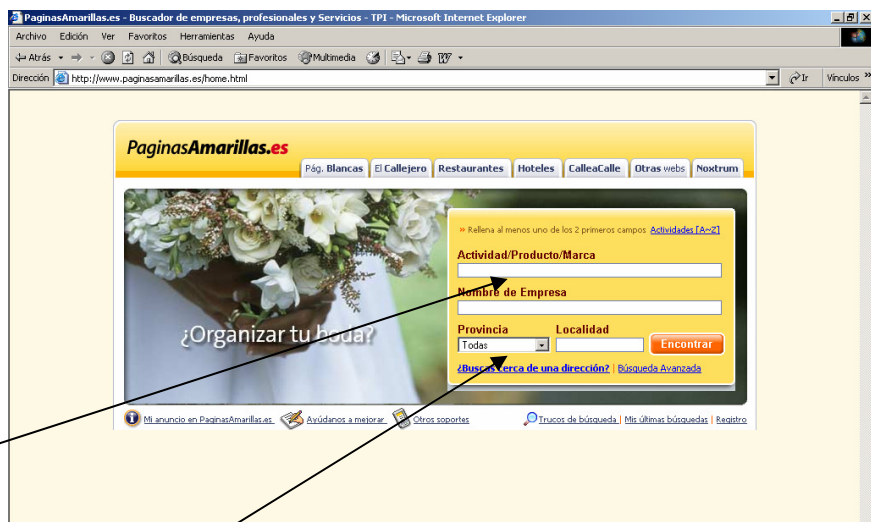 PaginasAmarillas.es - Buscador de empresas, profesionales y Servicios - TPI - Microsoft Internet Explorer
Archivo Edición Ver Favoritos Herramientas Ayuda
Atrás Búsqueda Favoritos Multimedia
Dirección http://www.paginasamarillas.es/home.html Ir Vínculos »
PaginasAmarillas.es
Pág. Blancas El Callejero Restaurantes Hoteles CalleaCalle Otras webs Noxtrum
» Rellena al menos uno de los 2 primeros campos Actividades [A~Z]
Actividad/Producto/Marca
Nombre de Empresa
¿Organizar tu boda?
Provincia Localidad
Todas Encontrar
¿Buscas cerca de una dirección? | Búsqueda Avanzada
Mi anuncio en PaginasAmarillas.es Ayúdanos a mejorar Otros soportes Trucos de búsqueda | Mis últimas búsquedas | Registro